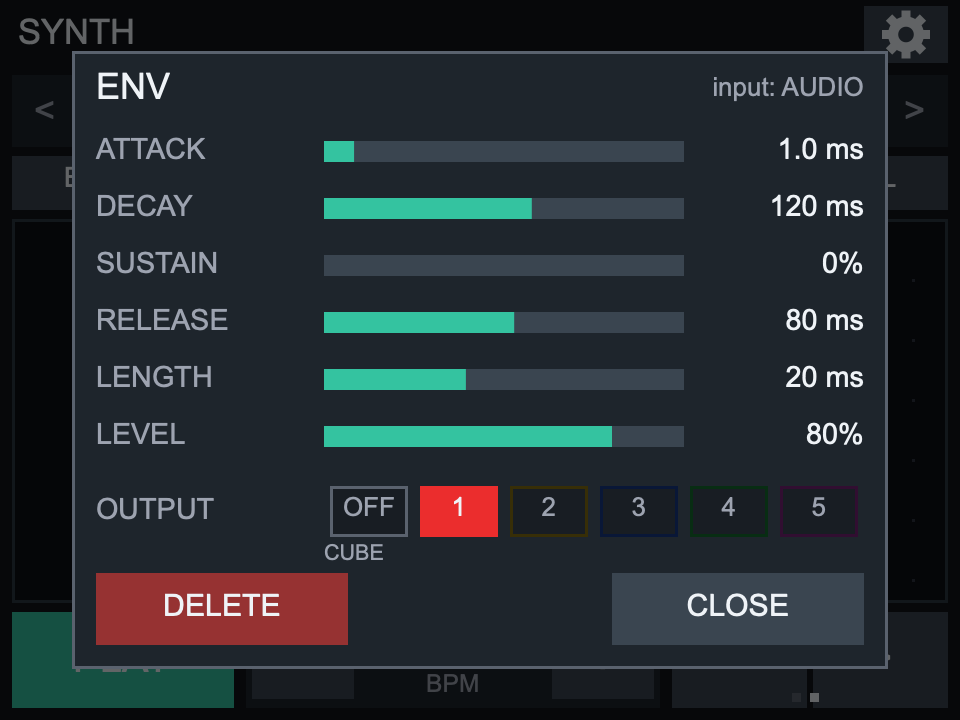 SYNTH
ENV
input: AUDIO
<
>
ATTACK
1.0 ms
DECAY
120 ms
SUSTAIN
0%
RELEASE
80 ms
LENGTH
20 ms
LEVEL
80%
OUTPUT
OFF
1
2
3
4
5
CUBE
DELETE
CLOSE
BPM